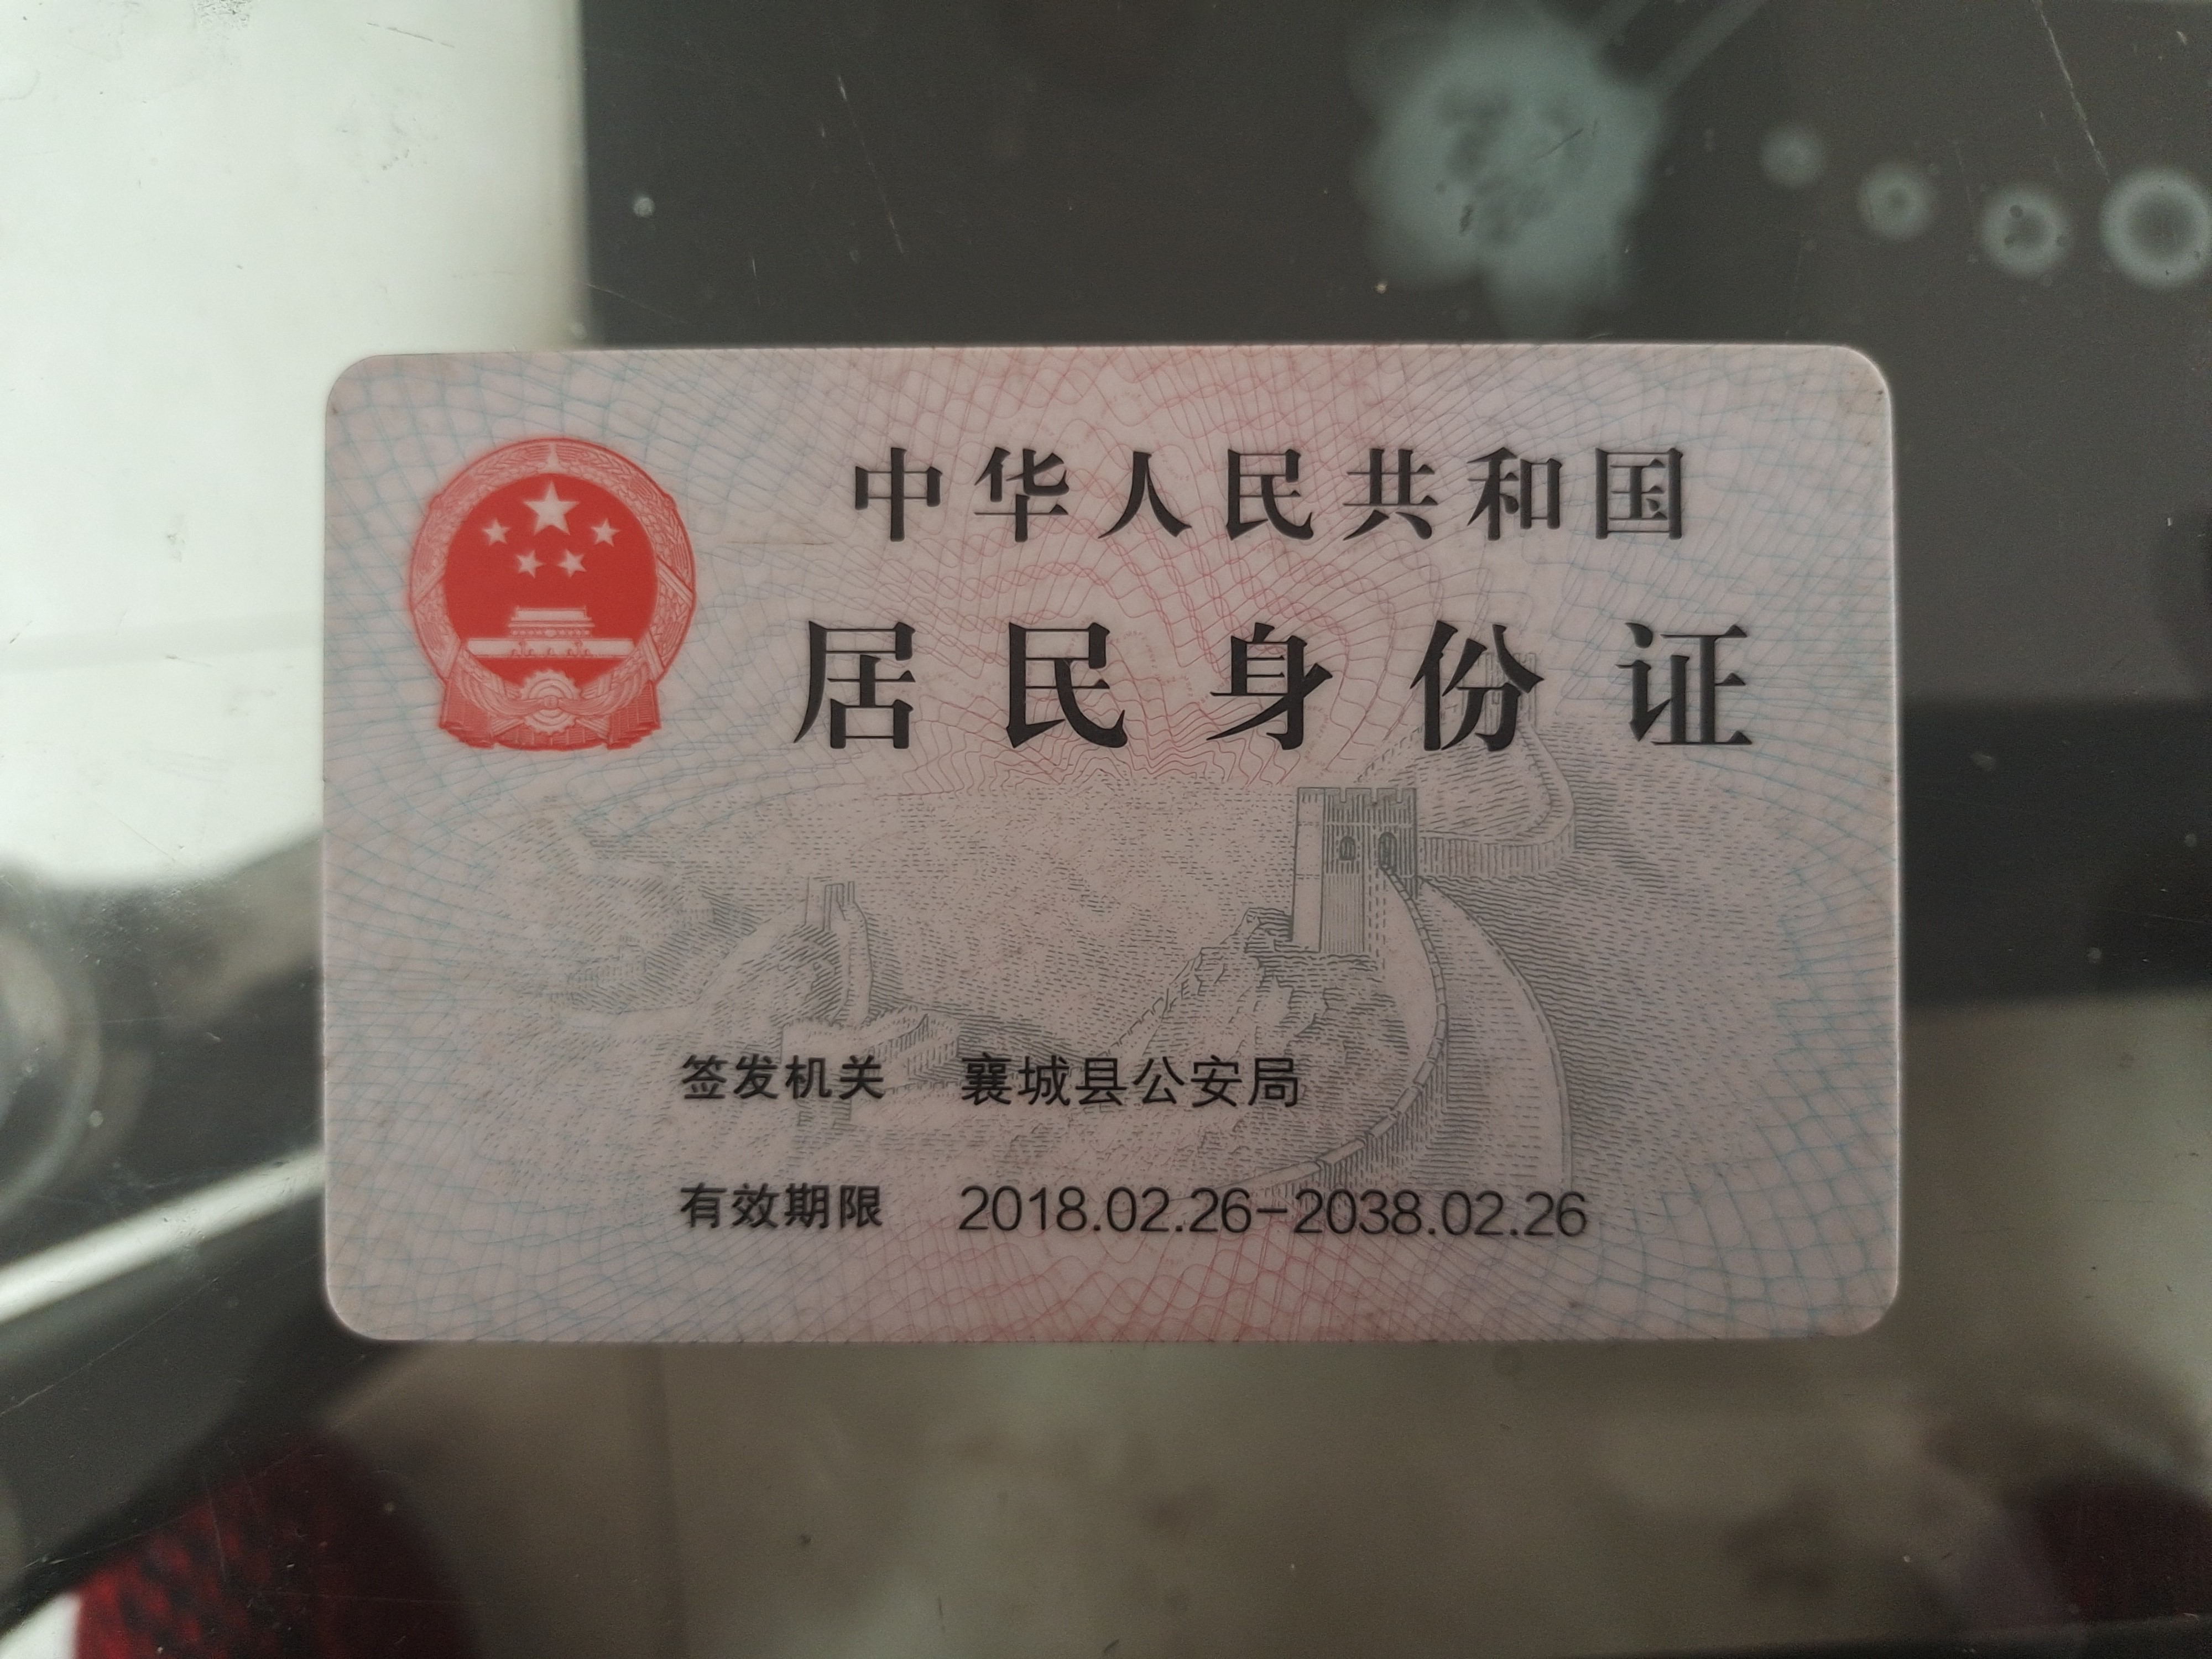 中华人民共和国
居民身份证
签发机关 襄城县公安局
有效期限 2018.02.26-2038.02.26